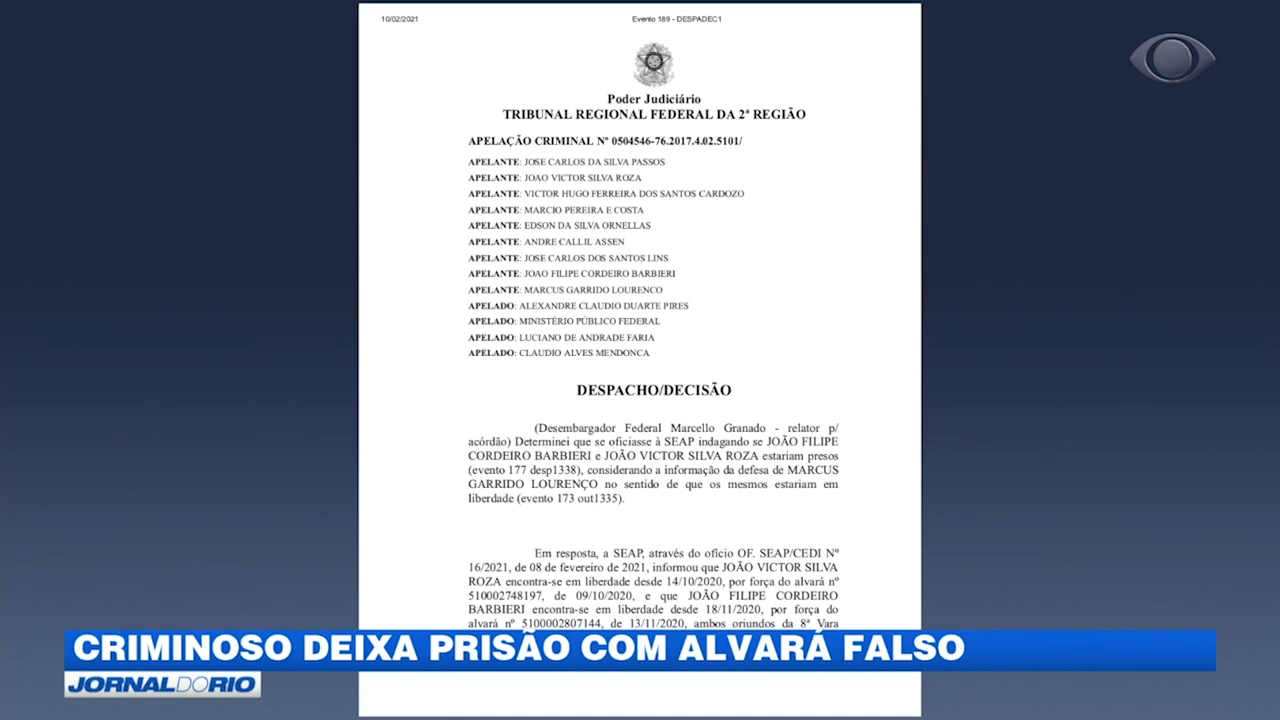 10/02/2021
Evento 189 - DESPADEC1
Poder Judiciário
TRIBUNAL REGIONAL FEDERAL DA 2ª REGIÃO
APELAÇÃO CRIMINAL Nº 0504546-76.2017.4.02.5101/
APELANTE: JOSE CARLOS DA SILVA PASSOS
APELANTE: JOAO VICTOR SILVA ROZA
APELANTE: VICTOR HUGO FERREIRA DOS SANTOS CARDOZO
APELANTE: MARCIO PEREIRA E COSTA
APELANTE: EDSON DA SILVA ORNELLAS
APELANTE: ANDRE CALLIL ASSEN
APELANTE: JOSE CARLOS DOS SANTOS LINS
APELANTE: JOAO FILIPE CORDEIRO BARBIERI
APELANTE: MARCUS GARRIDO LOURENCO
APELADO: ALEXANDRE CLAUDIO DUARTE PIRES
APELADO: MINISTÉRIO PÚBLICO FEDERAL
APELADO: LUCIANO DE ANDRADE FARIA
APELADO: CLAUDIO ALVES MENDONCA
DESPACHO/DECISÃO
(Desembargador Federal Marcello Granado - relator p/
acórdão) Determinei que se oficiasse à SEAP indagando se JOÃO FILIPE
CORDEIRO BARBIERI e JOÃO VICTOR SILVA ROZA estariam presos
(evento 177 desp1338), considerando a informação da defesa de MARCUS
GARRIDO LOURENÇO no sentido de que os mesmos estariam em
liberdade (evento 173 out1335).
Em resposta, a SEAP, através do ofício OF. SEAP/CEDI Nº
16/2021, de 08 de fevereiro de 2021, informou que JOÃO VICTOR SILVA
ROZA encontra-se em liberdade desde 14/10/2020, por força do alvará nº
510002748197, de 09/10/2020, e que JOÃO FILIPE CORDEIRO
BARBIERI encontra-se em liberdade desde 18/11/2020, por força do
alvará nº 5100002807144, de 13/11/2020, ambos oriundos da 8ª Vara
CRIMINOSO DEIXA PRISÃO COM ALVARÁ FALSO
JORNAL DO RIO